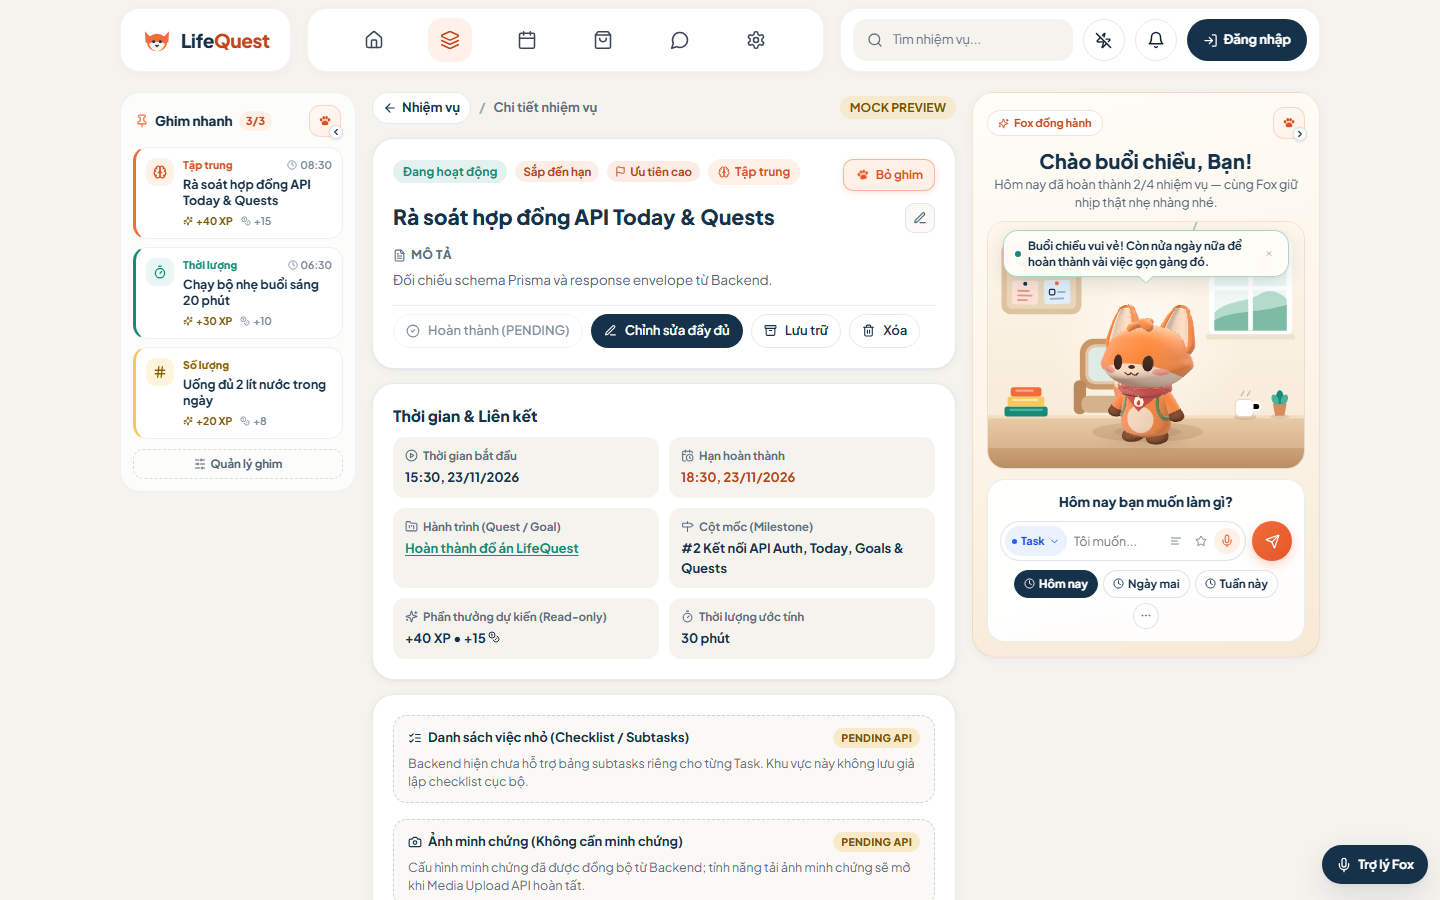 LifeQuest
Tìm nhiệm vụ...
Đăng nhập
Ghim nhanh
3/3
Tập trung
08:30
Rà soát hợp đồng API
Today & Quests
+40 XP
+15
Thời lượng
06:30
Chạy bộ nhẹ buổi sáng
20 phút
+30 XP
+10
Số lượng
Uống đủ 2 lít nước trong
ngày
+20 XP
+8
Quản lý ghim
Nhiệm vụ
/
Chi tiết nhiệm vụ
MOCK PREVIEW
Đang hoạt động
Sắp đến hạn
Ưu tiên cao
Tập trung
Bỏ ghim
Rà soát hợp đồng API Today & Quests
MÔ TẢ
Đối chiếu schema Prisma và response envelope từ Backend.
Hoàn thành (PENDING)
Chỉnh sửa đầy đủ
Lưu trữ
Xóa
Thời gian & Liên kết
Thời gian bắt đầu
15:30, 23/11/2026
Hạn hoàn thành
18:30, 23/11/2026
Hành trình (Quest / Goal)
Hoàn thành đồ án LifeQuest
Cột mốc (Milestone)
#2 Kết nối API Auth, Today, Goals &
Quests
Phần thưởng dự kiến (Read-only)
+40 XP • +15
Thời lượng ước tính
30 phút
Danh sách việc nhỏ (Checklist / Subtasks)
PENDING API
Backend hiện chưa hỗ trợ bảng subtasks riêng cho từng Task. Khu vực này không lưu giả
lập checklist cục bộ.
Ảnh minh chứng (Không cần minh chứng)
PENDING API
Cấu hình minh chứng đã được đồng bộ từ Backend; tính năng tải ảnh minh chứng sẽ mở
khi Media Upload API hoàn tất.
Fox đồng hành
Chào buổi chiều, Bạn!
Hôm nay đã hoàn thành 2/4 nhiệm vụ — cùng Fox giữ
nhịp thật nhẹ nhàng nhé.
Buổi chiều vui vẻ! Còn nửa ngày nữa để
hoàn thành vài việc gọn gàng đó.
×
Hôm nay bạn muốn làm gì?
Task
Tôi muốn...
Hôm nay
Ngày mai
Tuần này
...
Trợ lý Fox